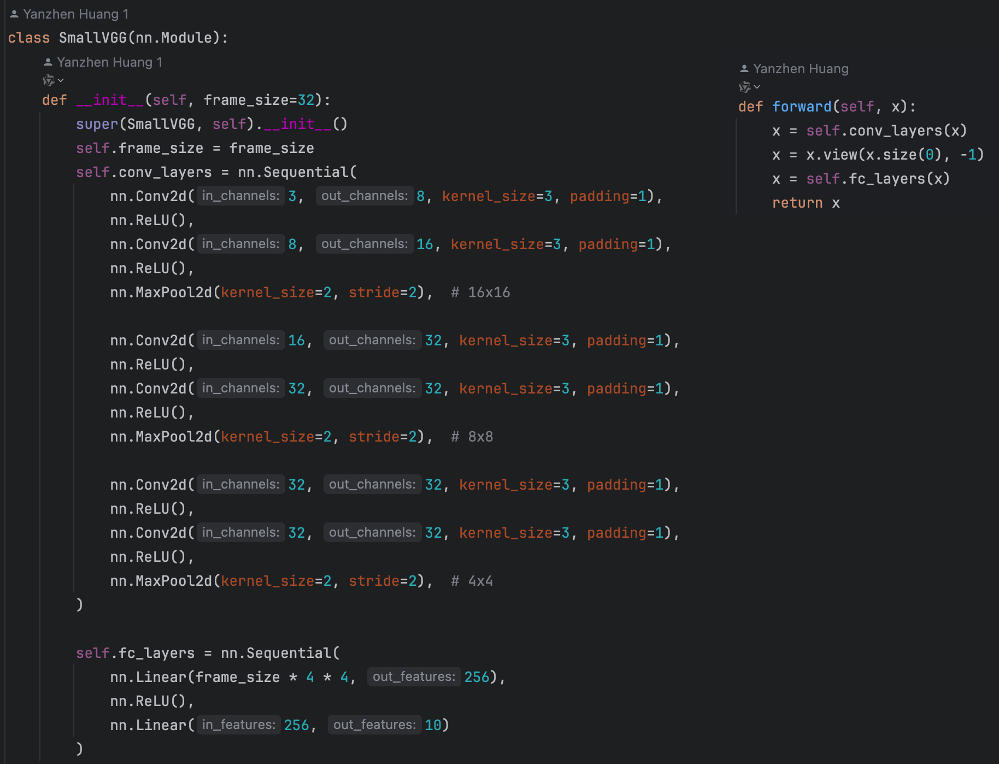 Yanzhen Huang 1
class SmallVGG(nn.Module):
Yanzhen Huang 1
def __init__(self, frame_size=32):
super(SmallVGG, self).__init__()
self.frame_size = frame_size
self.conv_layers = nn.Sequential(
nn.Conv2d( in_channels: 3, out_channels: 8, kernel_size=3, padding=1),
nn.ReLU(),
nn.Conv2d( in_channels: 8, out_channels: 16, kernel_size=3, padding=1),
nn.ReLU(),
nn.MaxPool2d(kernel_size=2, stride=2), # 16x16
nn.Conv2d( in_channels: 16, out_channels: 32, kernel_size=3, padding=1),
nn.ReLU(),
nn.Conv2d( in_channels: 32, out_channels: 32, kernel_size=3, padding=1),
nn.ReLU(),
nn.MaxPool2d(kernel_size=2, stride=2), # 8x8
nn.Conv2d( in_channels: 32, out_channels: 32, kernel_size=3, padding=1),
nn.ReLU(),
nn.Conv2d( in_channels: 32, out_channels: 32, kernel_size=3, padding=1),
nn.ReLU(),
nn.MaxPool2d(kernel_size=2, stride=2), # 4x4
)
self.fc_layers = nn.Sequential(
nn.Linear(frame_size * 4 * 4, out_features: 256),
nn.ReLU(),
nn.Linear( in_features: 256, out_features: 10)
)
Yanzhen Huang
def forward(self, x):
x = self.conv_layers(x)
x = x.view(x.size(0), -1)
x = self.fc_layers(x)
return x